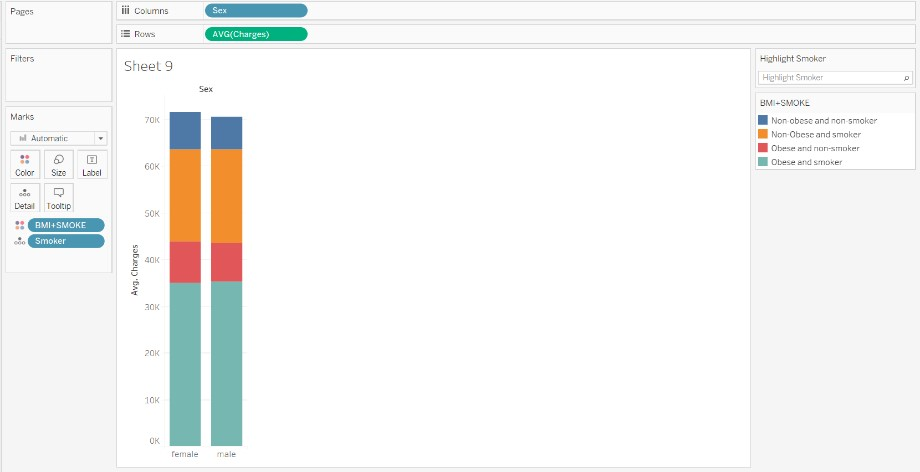 Pages
Columns
Sex
Rows
AVG(Charges)
Filters
Marks
Automatic
Color
Size
Label
Detail
Tooltip
BMI+SMOKE
Smoker
Sheet 9
Sex
Avg. Charges
70K
60K
50K
40K
30K
20K
10K
0K
female
male
Highlight Smoker
Highlight Smoker
BMI+SMOKE
Non-obese and non-smoker
Non-Obese and smoker
Obese and non-smoker
Obese and smoker